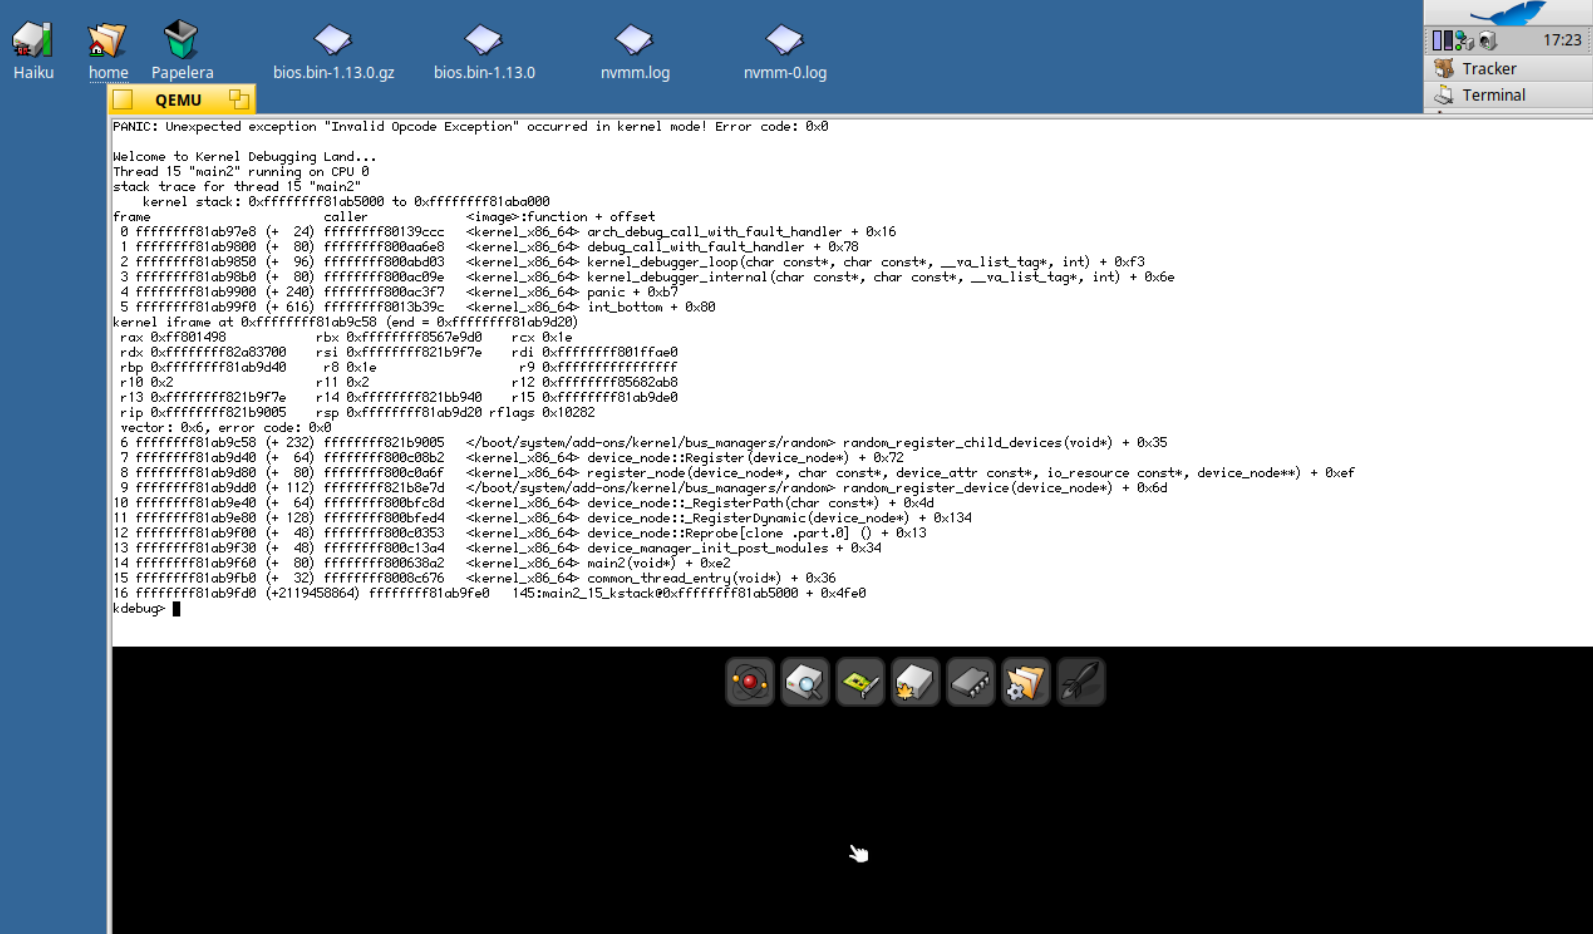 Haiku
home
Papelera
bios.bin-1.13.0.gz
bios.bin-1.13.0
nvmm.log
nvmm-0.log
17:23
Tracker
Terminal
QEMU
PANIC: Unexpected exception "Invalid Opcode Exception" occurred in kernel mode! Error code: 0x0
Welcome to Kernel Debugging Land...
Thread 15 "main2" running on CPU 0
stack trace for thread 15 "main2"
kernel stack: 0xffffffff81ab5000 to 0xffffffff81aba000
frame caller <image>:function + offset
0 ffffffff81ab97e8 (+ 24) ffffffff80139ccc <kernel_x86_64> arch_debug_call_with_fault_handler + 0x16
1 ffffffff81ab9800 (+ 80) ffffffff800aa6e8 <kernel_x86_64> debug_call_with_fault_handler + 0x78
2 ffffffff81ab9850 (+ 96) ffffffff800abd03 <kernel_x86_64> kernel_debugger_loop(char const*, char const*, __va_list_tag*, int) + 0xf3
3 ffffffff81ab98b0 (+ 80) ffffffff800ac09e <kernel_x86_64> kernel_debugger_internal(char const*, char const*, __va_list_tag*, int) + 0x6e
4 ffffffff81ab9900 (+ 240) ffffffff800ac3f7 <kernel_x86_64> panic + 0xb7
5 ffffffff81ab99f0 (+ 616) ffffffff8013b39c <kernel_x86_64> int_bottom + 0x80
kernel iframe at 0xffffffff81ab9c58 (end = 0xffffffff81ab9d20)
rax 0xff801498 rbx 0xffffffff8567e9d0 rcx 0x1e
rdx 0xffffffff82a83700 rsi 0xffffffff821b9f7e rdi 0xffffffff801ffae0
rbp 0xffffffff81ab9d40 r8 0x1e r9 0xffffffffffffffff
r10 0x2 r11 0x2 r12 0xffffffff85682ab8
r13 0xffffffff821b9f7e r14 0xffffffff821bb940 r15 0xffffffff81ab9de0
rip 0xffffffff821b9005 rsp 0xffffffff81ab9d20 rflags 0x10282
vector: 0x6, error code: 0x0
6 ffffffff81ab9c58 (+ 232) ffffffff821b9005 </boot/system/add-ons/kernel/bus_managers/random> random_register_child_devices(void*) + 0x35
7 ffffffff81ab9d40 (+ 64) ffffffff800c08b2 <kernel_x86_64> device_node::Register(device_node*) + 0x72
8 ffffffff81ab9d80 (+ 80) ffffffff800c0a6f <kernel_x86_64> register_node(device_node*, char const*, device_attr const*, io_resource const*, device_node**) + 0xef
9 ffffffff81ab9dd0 (+ 112) ffffffff821b8e7d </boot/system/add-ons/kernel/bus_managers/random> random_register_device(device_node*) + 0x6d
10 ffffffff81ab9e40 (+ 64) ffffffff800bfc8d <kernel_x86_64> device_node::_RegisterPath(char const*) + 0x4d
11 ffffffff81ab9e80 (+ 128) ffffffff800bfed4 <kernel_x86_64> device_node::_RegisterDynamic(device_node*) + 0x134
12 ffffffff81ab9f00 (+ 48) ffffffff800c0353 <kernel_x86_64> device_node::Reprobe[clone .part.0] () + 0x13
13 ffffffff81ab9f30 (+ 48) ffffffff800c13a4 <kernel_x86_64> device_manager_init_post_modules + 0x34
14 ffffffff81ab9f60 (+ 80) ffffffff800638a2 <kernel_x86_64> main2(void*) + 0xe2
15 ffffffff81ab9fb0 (+ 32) ffffffff8008c676 <kernel_x86_64> common_thread_entry(void*) + 0x36
16 ffffffff81ab9fd0 (+2119458864) ffffffff81ab9fe0 145:main2_15_kstack@0xffffffff81ab5000 + 0x4fe0
kdebug>